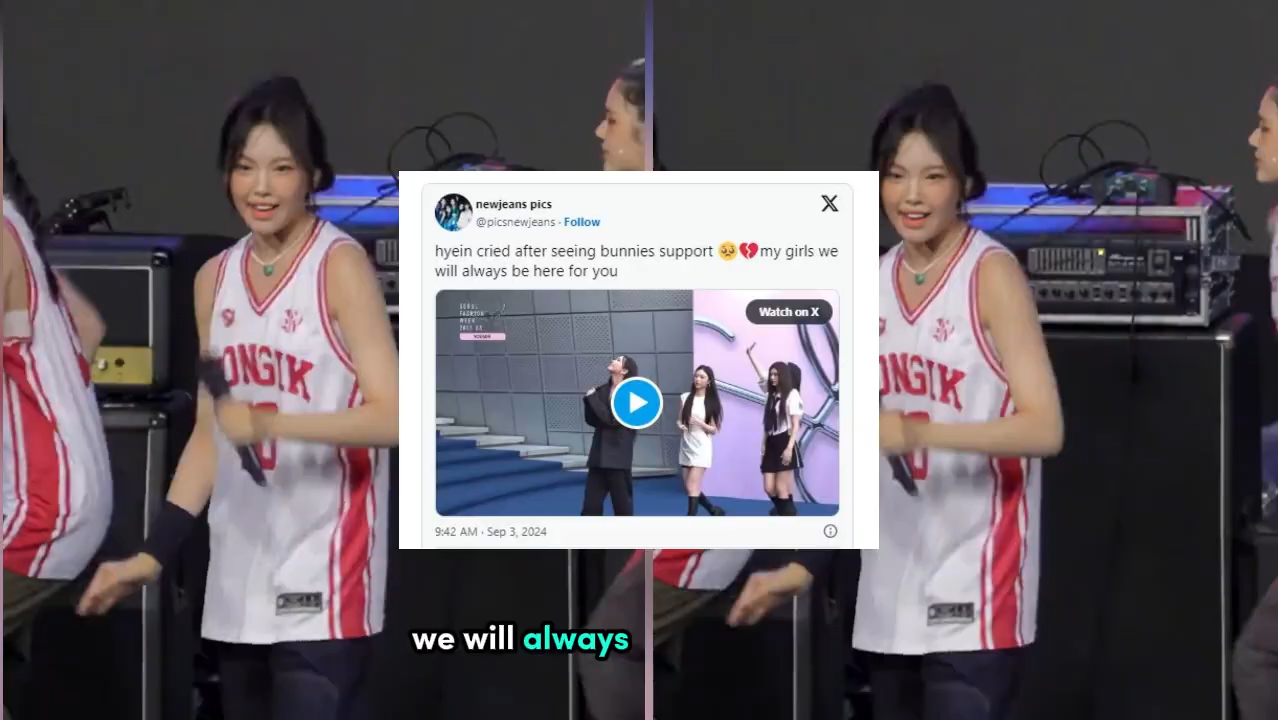 newjeans pics
@picsnewjeans · Follow
hyein cried after seeing bunnies support 🥺💔my girls we
will always be here for you
Watch on X
9:42 AM · Sep 3, 2024
we will always